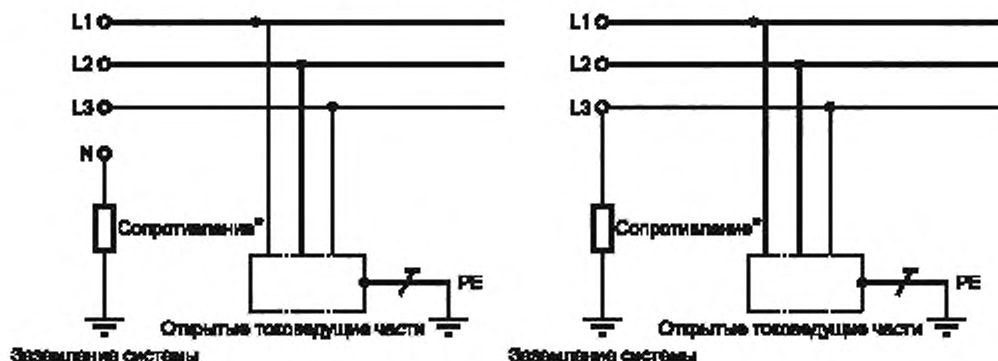 L1
L2
L3
N
Сопротивление*
PE
Открытые токоведущие части
Заземление системы
L1
L2
L3
Сопротивление*
PE
Открытые токоведущие части
Заземление системы